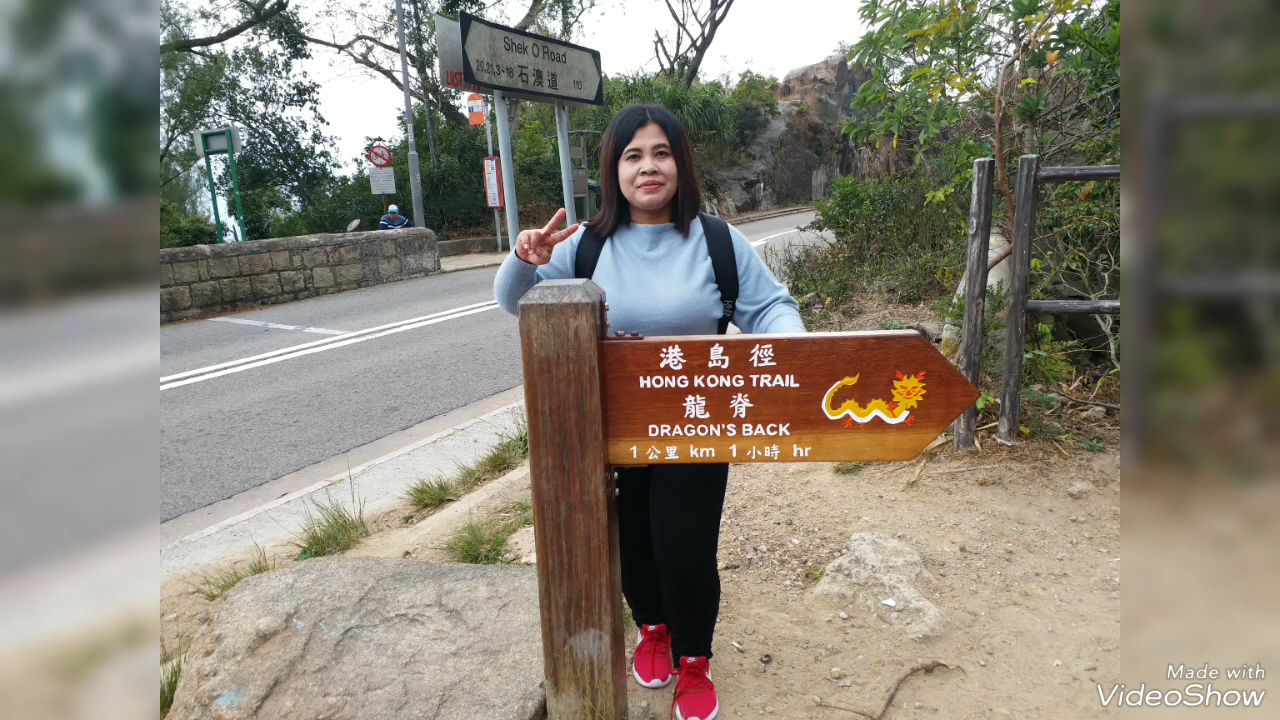 Shek O Road
石澳道
港島徑
HONG KONG TRAIL
龍脊
DRAGON'S BACK
1 公里 km 1 小時 hr
Made with
VideoShow